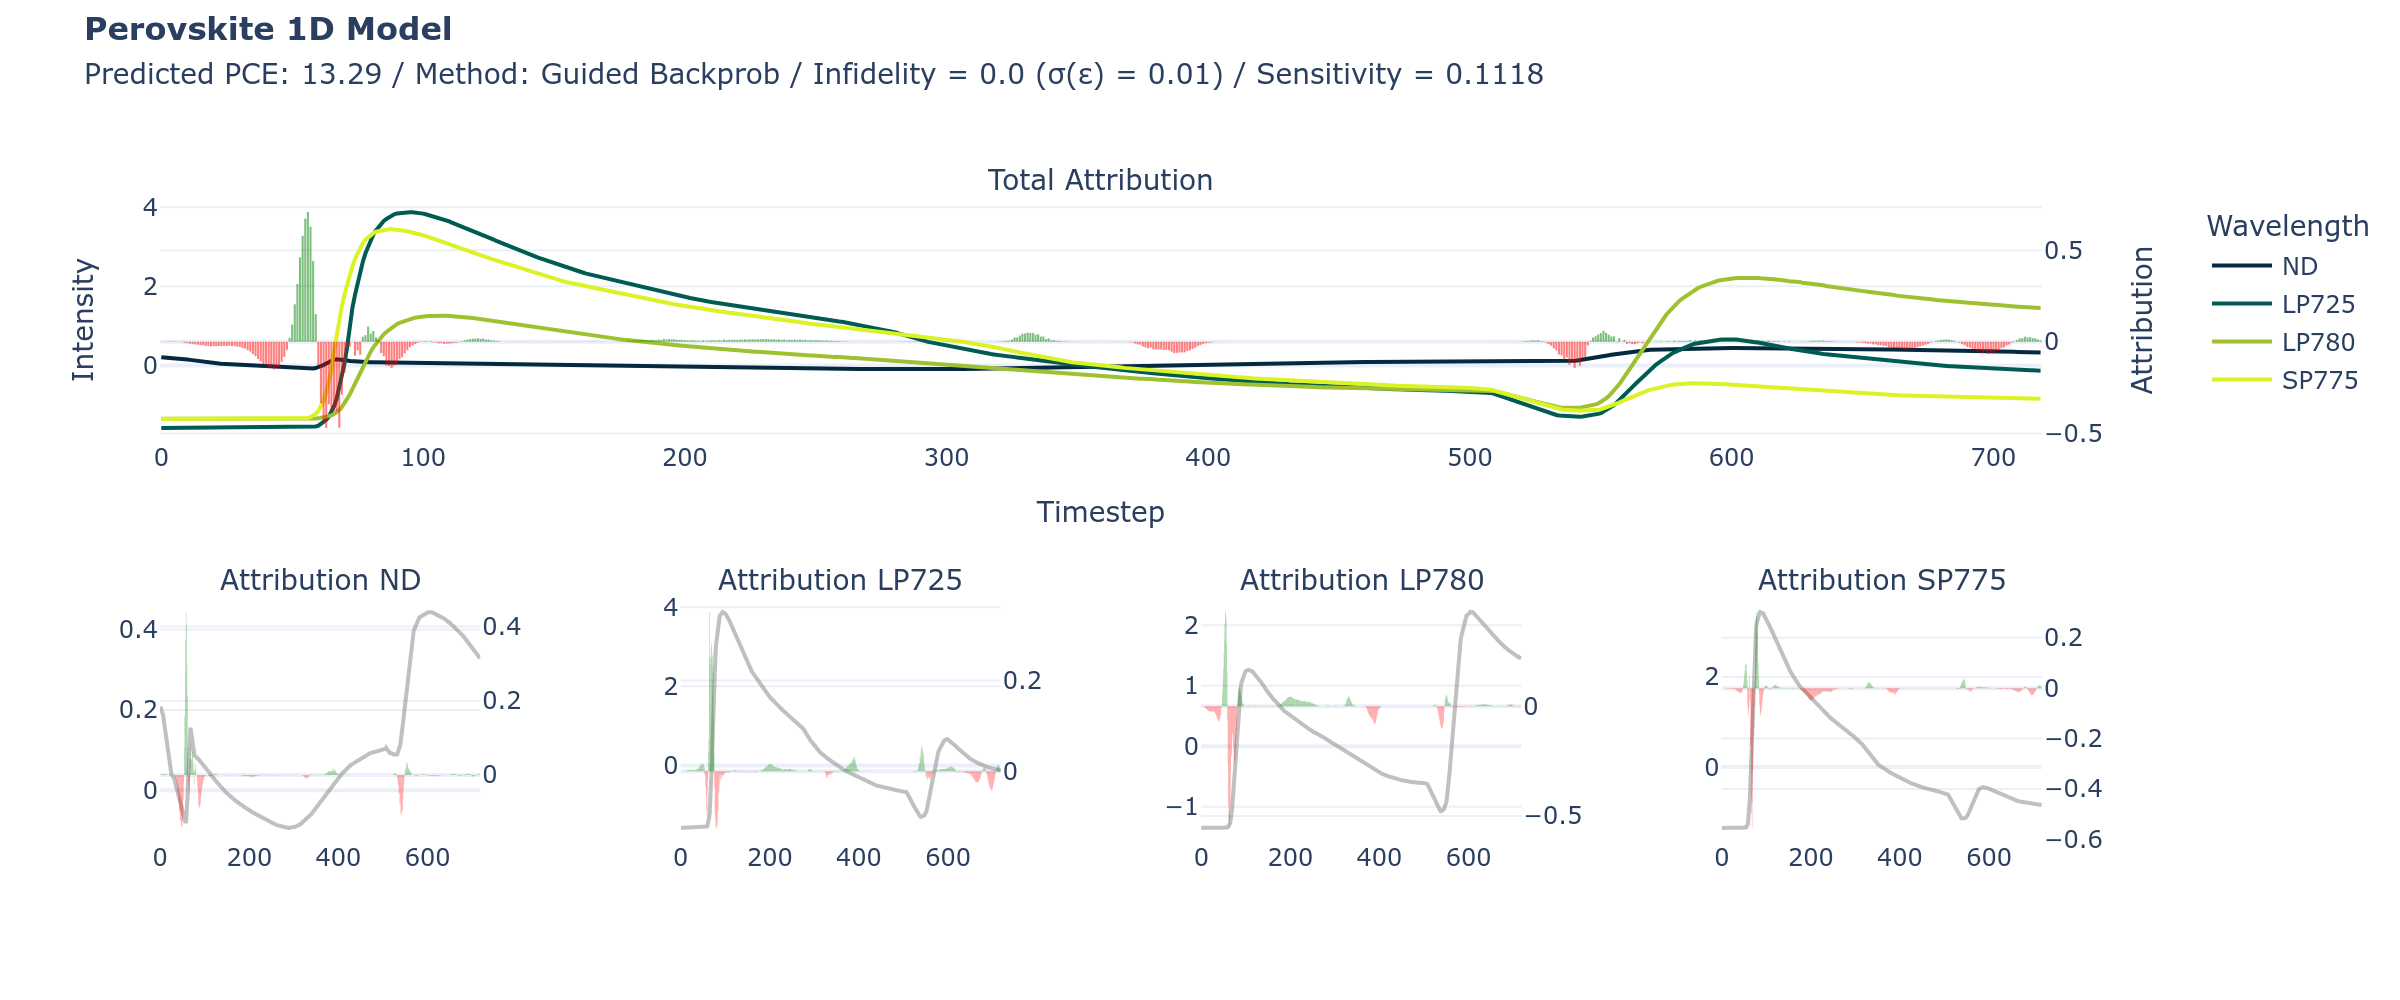 Perovskite 1D Model
Predicted PCE: 13.29 / Method: Guided Backprob / Infidelity = 0.0 (σ(ε) = 0.01) / Sensitivity = 0.1118
Total Attribution
Intensity
4
2
0
0.5
0
−0.5
Attribution
0 100 200 300 400 500 600 700
Timestep
Wavelength
ND
LP725
LP780
SP775
Attribution ND
0.4
0.2
0
0.4
0.2
0
0 200 400 600
Attribution LP725
4
2
0
0.2
0
0 200 400 600
Attribution LP780
2
1
0
−1
0
−0.5
0 200 400 600
Attribution SP775
2
0
0.2
0
−0.2
−0.4
−0.6
0 200 400 600